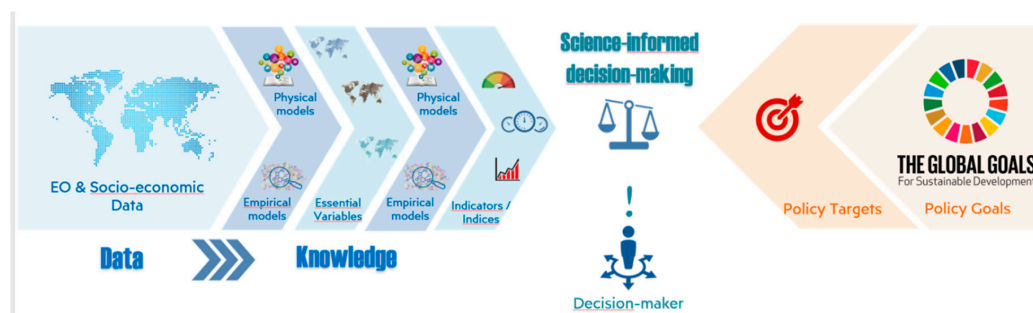 EO & Socio-economic
Data
Physical
models
Empirical
models
Essential
Variables
Physical
models
Empirical
models
Indicators /
Indices
Data
Knowledge
Science-informed
decision-making
Decision-maker
Policy Targets
THE GLOBAL GOALS
For Sustainable Development
Policy Goals